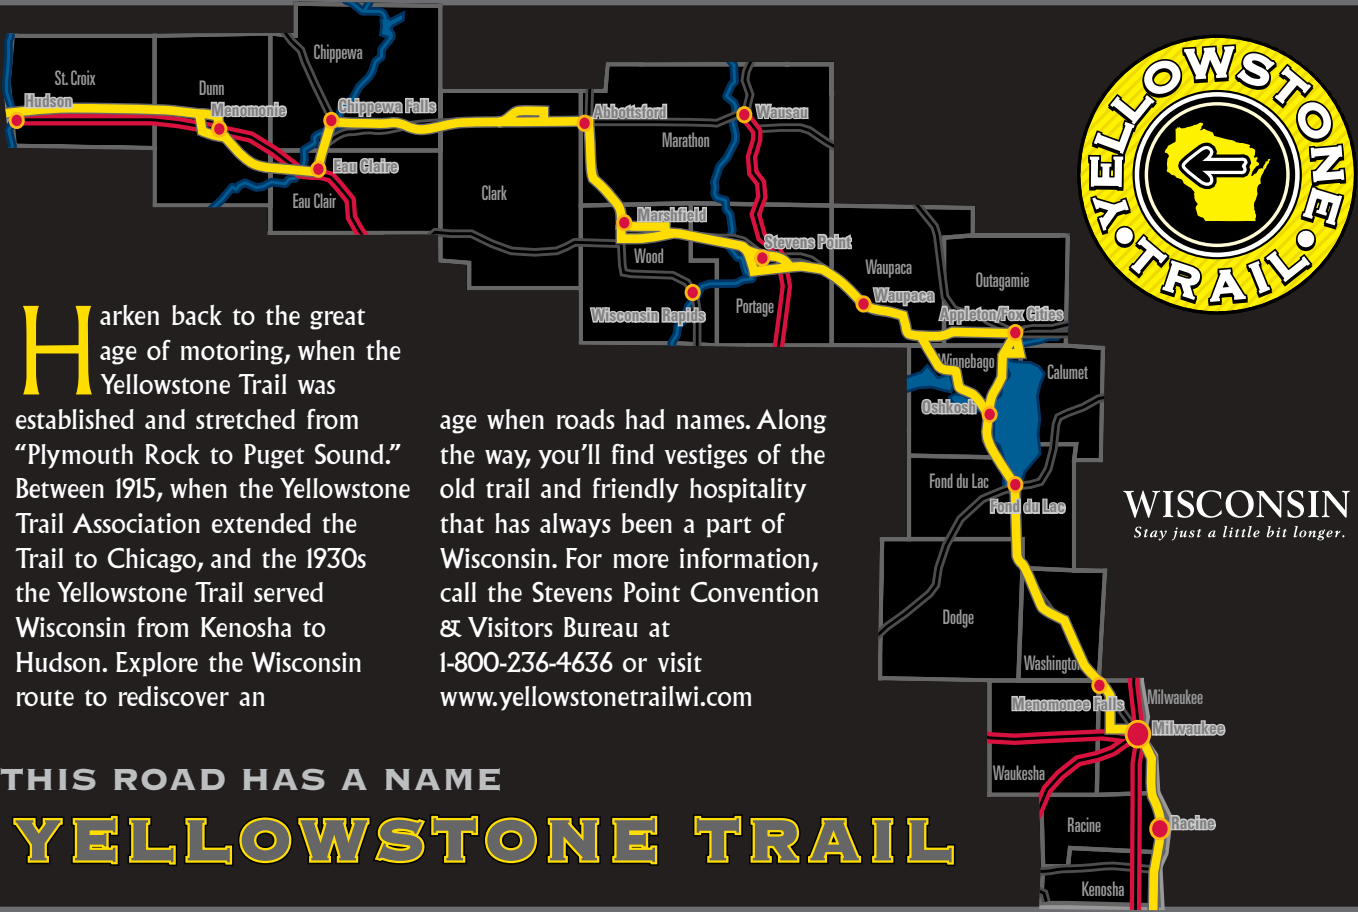 Chippewa
St. Croix
Dunn
Hudson
Menomonie
Chippewa Falls
Eau Claire
Eau Clair
Clark
Abbottsford
Wausau
Marathon
Marshfield
Wood
Stevens Point
Wisconsin Rapids
Portage
Waupaca
Waupaca
Outagamie
Appleton/Fox Cities
Winnebago
Calumet
Oshkosh
Fond du Lac
Fond du Lac
Dodge
Washington
Menomonee Falls
Milwaukee
Milwaukee
Waukesha
Racine
Racine
Kenosha
YELLOWSTONE
• TRAIL •
WISCONSIN
Stay just a little bit longer.
Harken back to the great
age of motoring, when the
Yellowstone Trail was
established and stretched from
“Plymouth Rock to Puget Sound.”
Between 1915, when the Yellowstone
Trail Association extended the
Trail to Chicago, and the 1930s
the Yellowstone Trail served
Wisconsin from Kenosha to
Hudson. Explore the Wisconsin
route to rediscover an
age when roads had names. Along
the way, you’ll find vestiges of the
old trail and friendly hospitality
that has always been a part of
Wisconsin. For more information,
call the Stevens Point Convention
& Visitors Bureau at
1-800-236-4636 or visit
www.yellowstonetrailwi.com
THIS ROAD HAS A NAME
YELLOWSTONE TRAIL